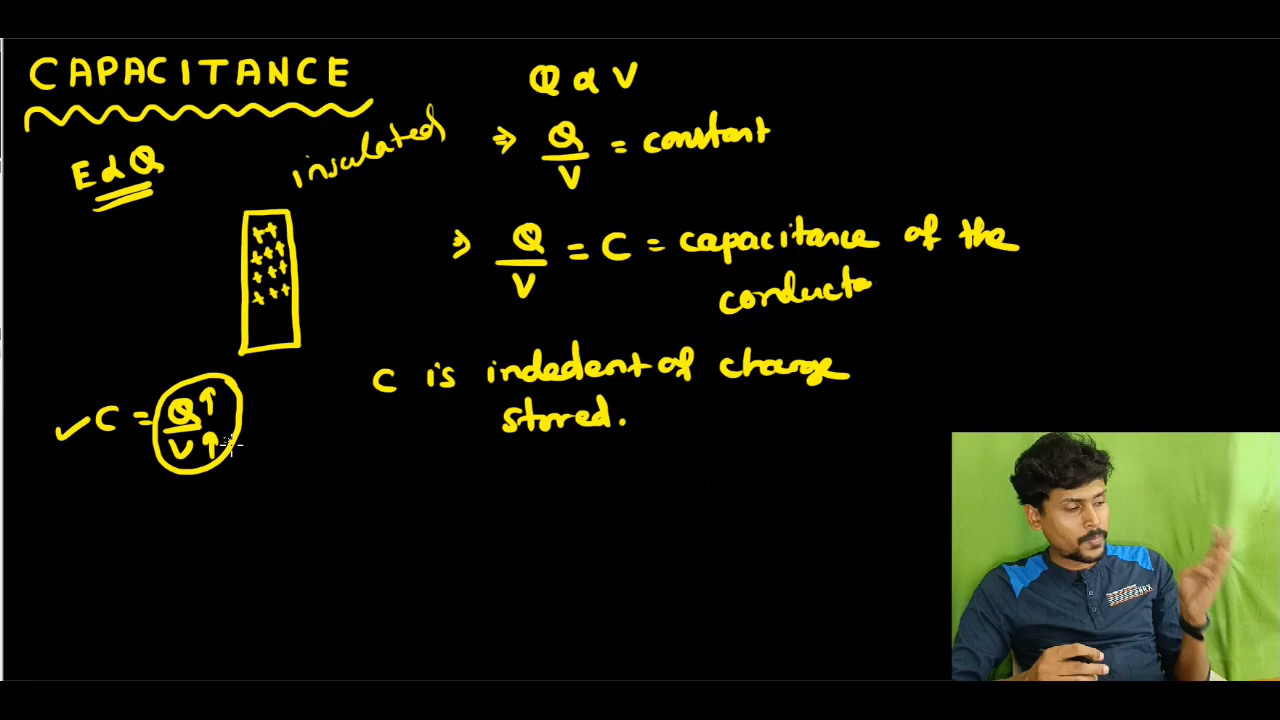 CAPACITANCE
E α Q
insulated
+ +
+ + +
+ + +
+ + +
Q α V
⇒ Q/V = constant
⇒ Q/V = C = capacitance of the
conducto
C is indedent of charge
stored.
✓ C = Q↑/V↑